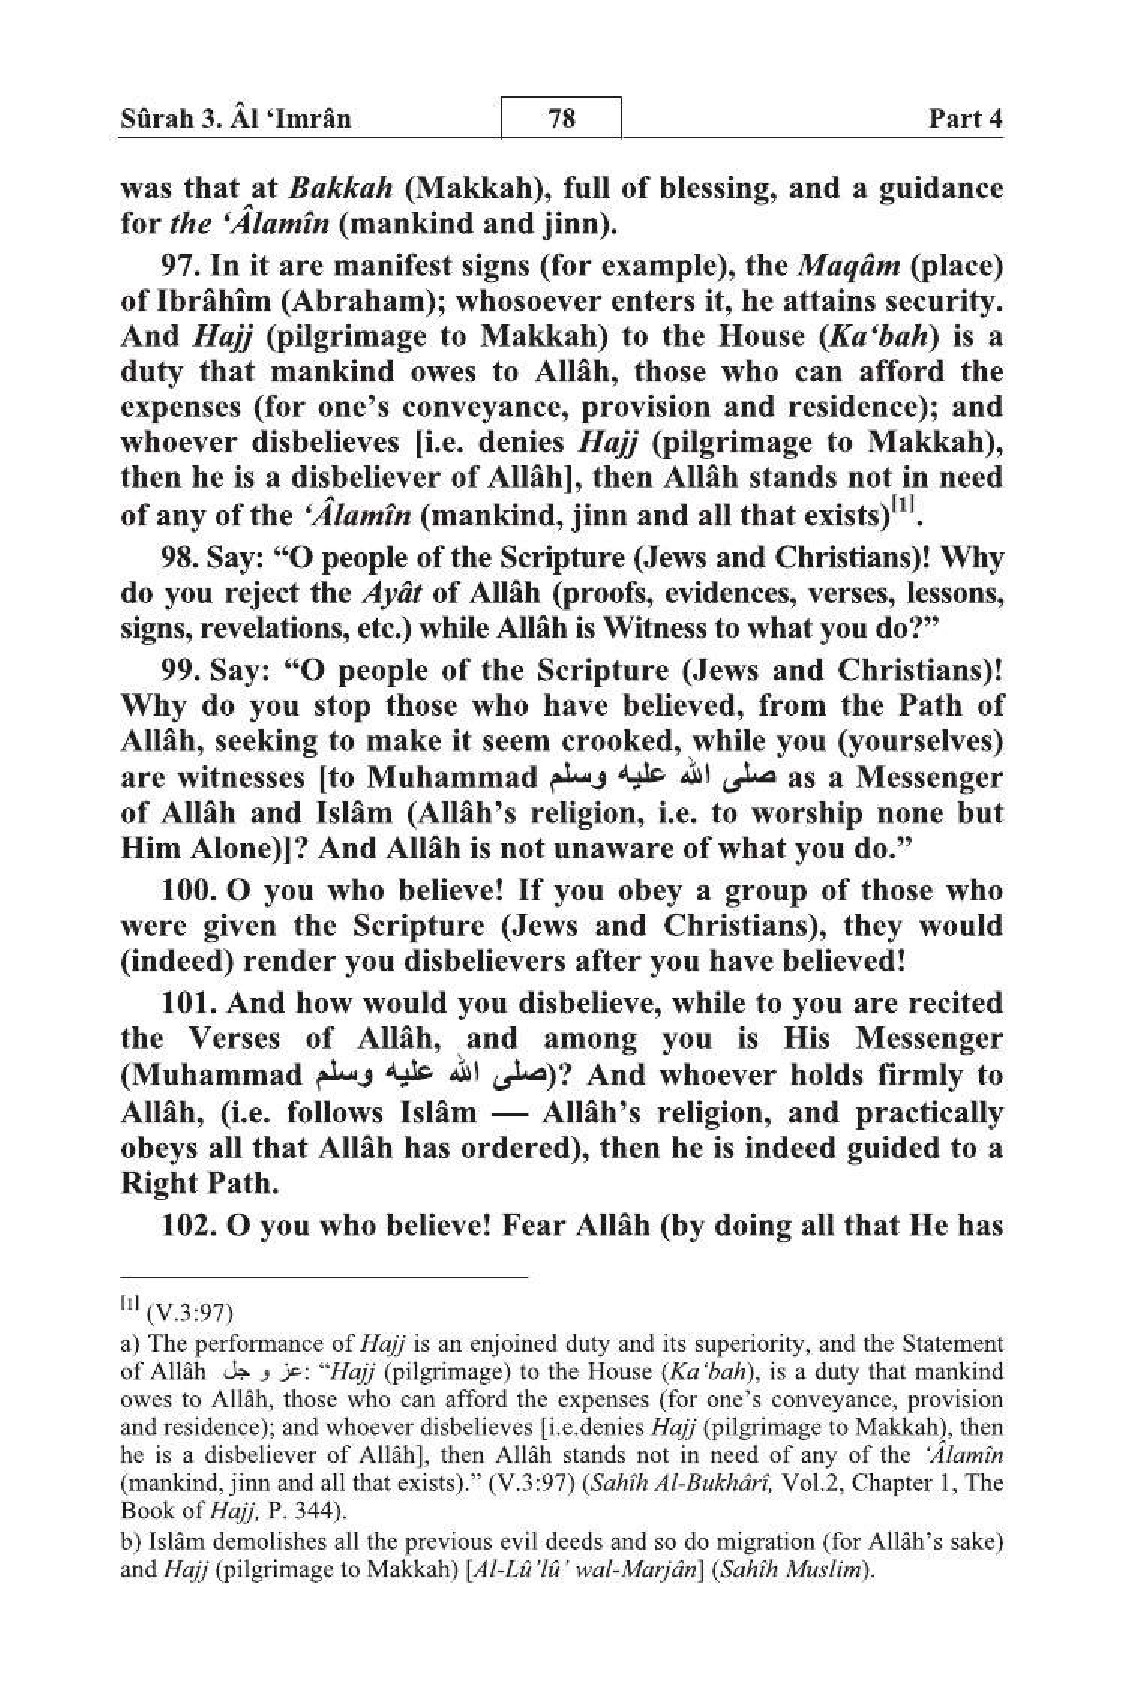 Sûrah 3. Âl ‘Imrân 78 Part 4
was that at Bakkah (Makkah), full of blessing, and a guidance
for the ‘Âlamîn (mankind and jinn).
97. In it are manifest signs (for example), the Maqâm (place)
of Ibrâhîm (Abraham); whosoever enters it, he attains security.
And Hajj (pilgrimage to Makkah) to the House (Ka‘bah) is a
duty that mankind owes to Allâh, those who can afford the
expenses (for one’s conveyance, provision and residence); and
whoever disbelieves [i.e. denies Hajj (pilgrimage to Makkah),
then he is a disbeliever of Allâh], then Allâh stands not in need
of any of the ‘Âlamîn (mankind, jinn and all that exists)[1].
98. Say: “O people of the Scripture (Jews and Christians)! Why
do you reject the Ayât of Allâh (proofs, evidences, verses, lessons,
signs, revelations, etc.) while Allâh is Witness to what you do?”
99. Say: “O people of the Scripture (Jews and Christians)!
Why do you stop those who have believed, from the Path of
Allâh, seeking to make it seem crooked, while you (yourselves)
are witnesses [to Muhammad صلى الله عليه وسلم as a Messenger
of Allâh and Islâm (Allâh’s religion, i.e. to worship none but
Him Alone)]? And Allâh is not unaware of what you do.”
100. O you who believe! If you obey a group of those who
were given the Scripture (Jews and Christians), they would
(indeed) render you disbelievers after you have believed!
101. And how would you disbelieve, while to you are recited
the Verses of Allâh, and among you is His Messenger
(Muhammad صلى الله عليه وسلم)? And whoever holds firmly to
Allâh, (i.e. follows Islâm — Allâh’s religion, and practically
obeys all that Allâh has ordered), then he is indeed guided to a
Right Path.
102. O you who believe! Fear Allâh (by doing all that He has
[1] (V.3:97)
a) The performance of Hajj is an enjoined duty and its superiority, and the Statement
of Allâh عز و جل: “Hajj (pilgrimage) to the House (Ka‘bah), is a duty that mankind
owes to Allâh, those who can afford the expenses (for one’s conveyance, provision
and residence); and whoever disbelieves [i.e.denies Hajj (pilgrimage to Makkah), then
he is a disbeliever of Allâh], then Allâh stands not in need of any of the ‘Âlamîn
(mankind, jinn and all that exists).” (V.3:97) (Sahîh Al-Bukhârî, Vol.2, Chapter 1, The
Book of Hajj, P. 344).
b) Islâm demolishes all the previous evil deeds and so do migration (for Allâh’s sake)
and Hajj (pilgrimage to Makkah) [Al-Lû’lû’ wal-Marjân] (Sahîh Muslim).